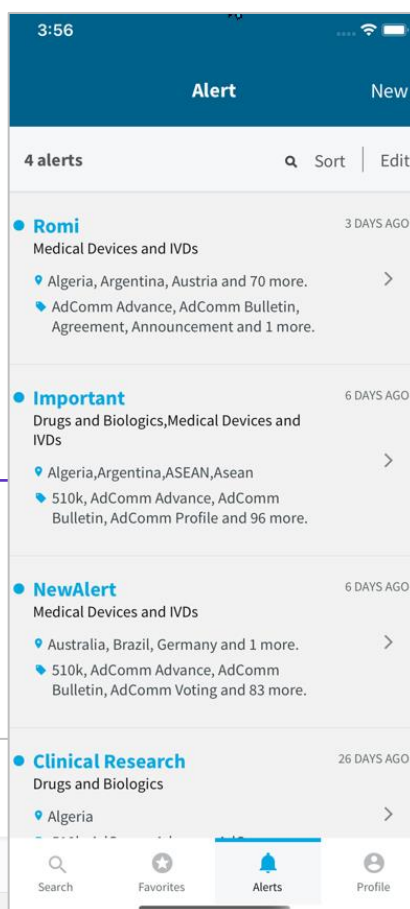 3:56
Alert
New
4 alerts
Sort
Edit
Romi
3 DAYS AGO
Medical Devices and IVDs
Algeria, Argentina, Austria and 70 more.
AdComm Advance, AdComm Bulletin,
Agreement, Announcement and 1 more.
Important
6 DAYS AGO
Drugs and Biologics,Medical Devices and
IVDs
Algeria,Argentina,ASEAN,Asean
510k, AdComm Advance, AdComm
Bulletin, AdComm Profile and 96 more.
NewAlert
6 DAYS AGO
Medical Devices and IVDs
Australia, Brazil, Germany and 1 more.
510k, AdComm Advance, AdComm
Bulletin, AdComm Voting and 83 more.
Clinical Research
26 DAYS AGO
Drugs and Biologics
Algeria
Search
Favorites
Alerts
Profile